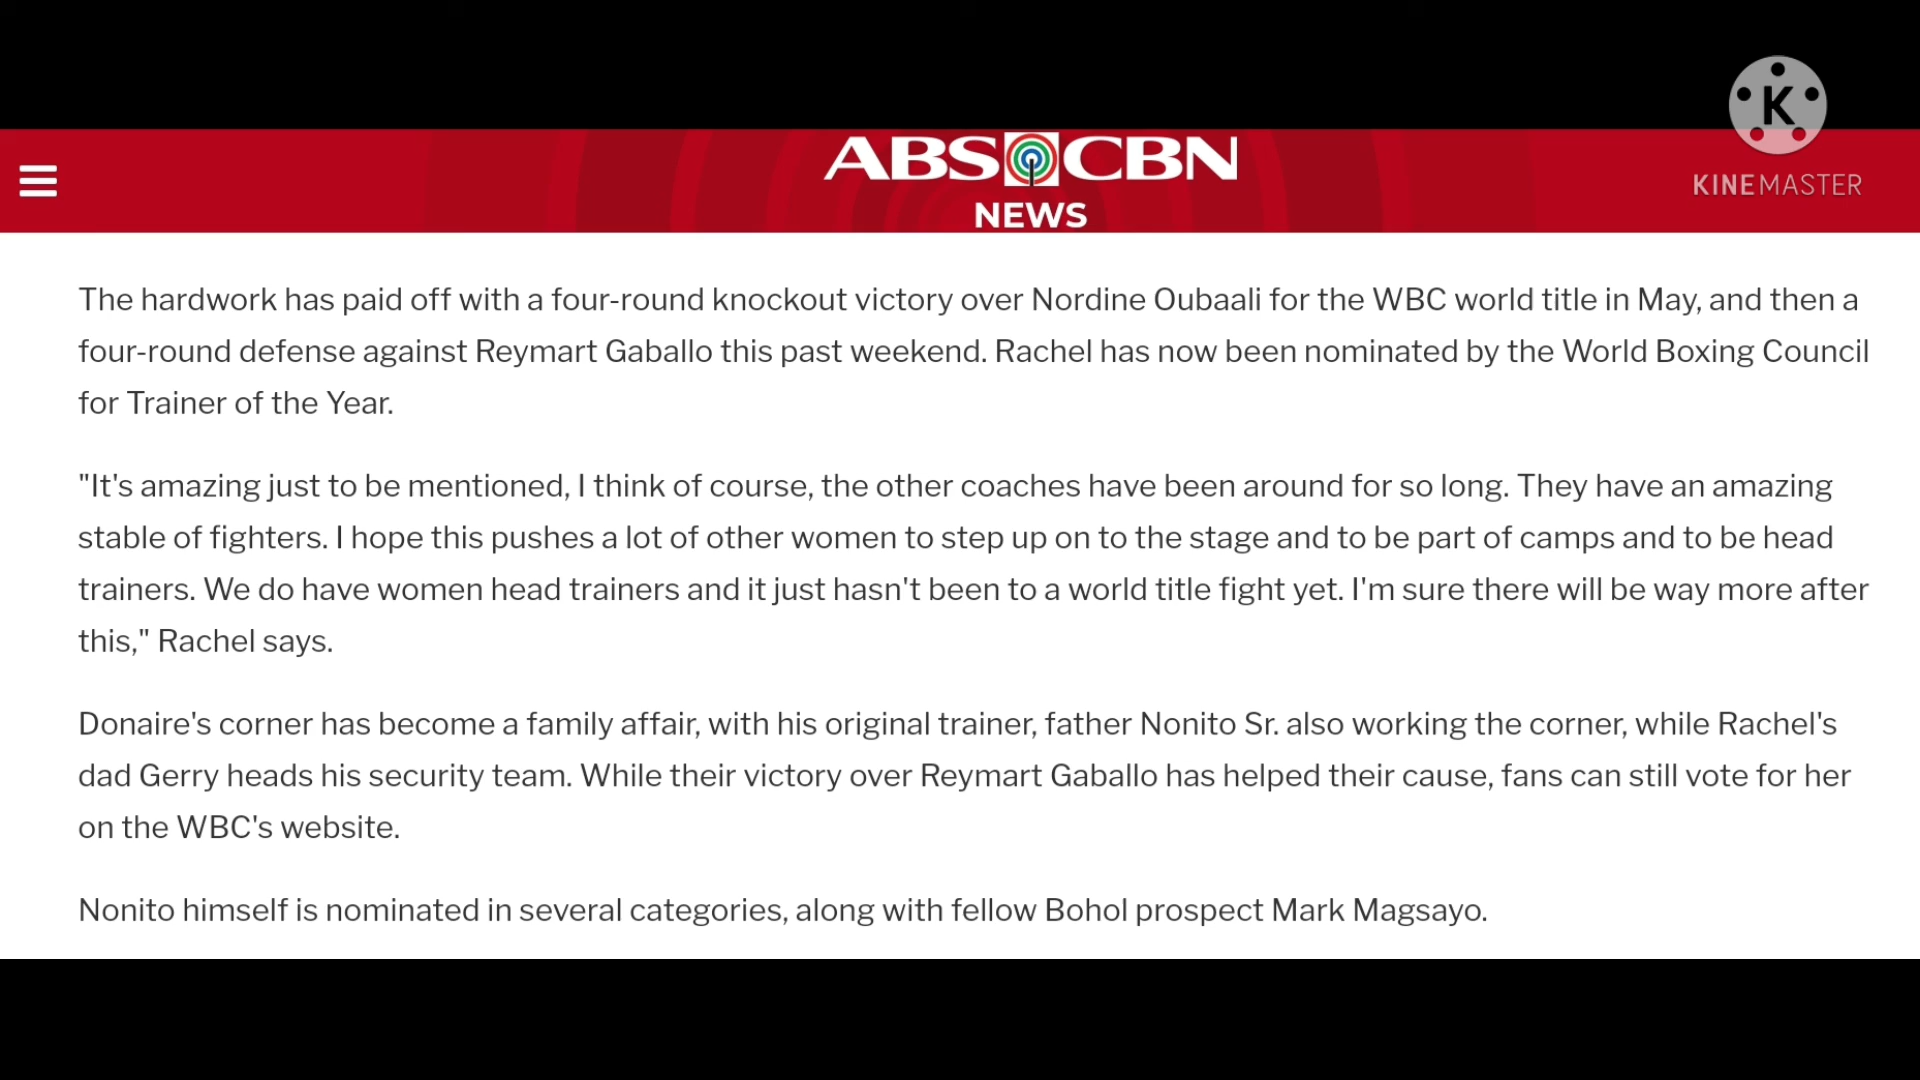 K
KINEMASTER
ABS CBN
NEWS
The hardwork has paid off with a four-round knockout victory over Nordine Oubaali for the WBC world title in May, and then a
four-round defense against Reymart Gaballo this past weekend. Rachel has now been nominated by the World Boxing Council
for Trainer of the Year.
"It's amazing just to be mentioned, I think of course, the other coaches have been around for so long. They have an amazing
stable of fighters. I hope this pushes a lot of other women to step up on to the stage and to be part of camps and to be head
trainers. We do have women head trainers and it just hasn't been to a world title fight yet. I'm sure there will be way more after
this," Rachel says.
Donaire's corner has become a family affair, with his original trainer, father Nonito Sr. also working the corner, while Rachel's
dad Gerry heads his security team. While their victory over Reymart Gaballo has helped their cause, fans can still vote for her
on the WBC's website.
Nonito himself is nominated in several categories, along with fellow Bohol prospect Mark Magsayo.